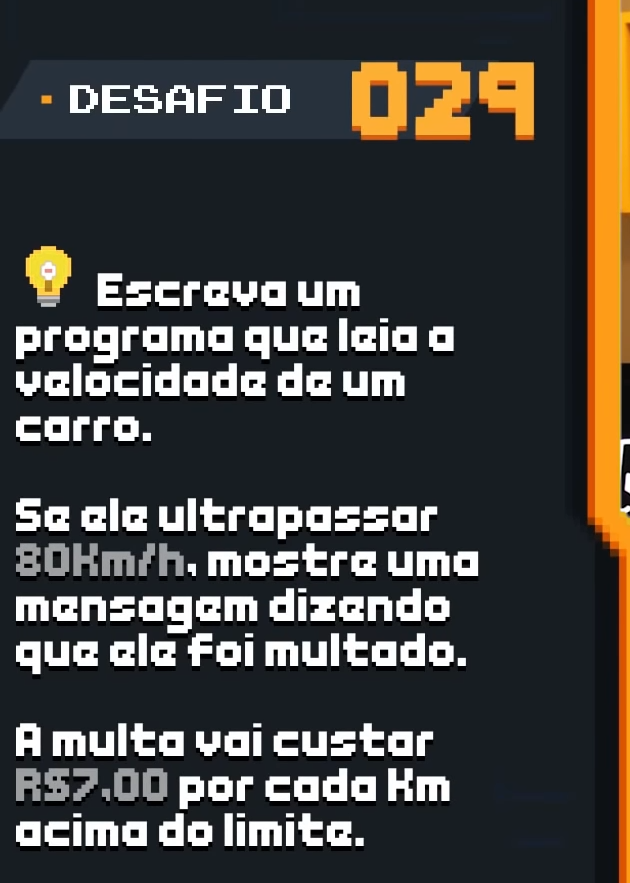 DESAFIO 029
Escreva um
programa que leia a
velocidade de um
carro.
Se ele ultrapassar
80Km/h, mostre uma
mensagem dizendo
que ele foi multado.
A multa vai custar
R$7,00 por cada Km
acima do limite.